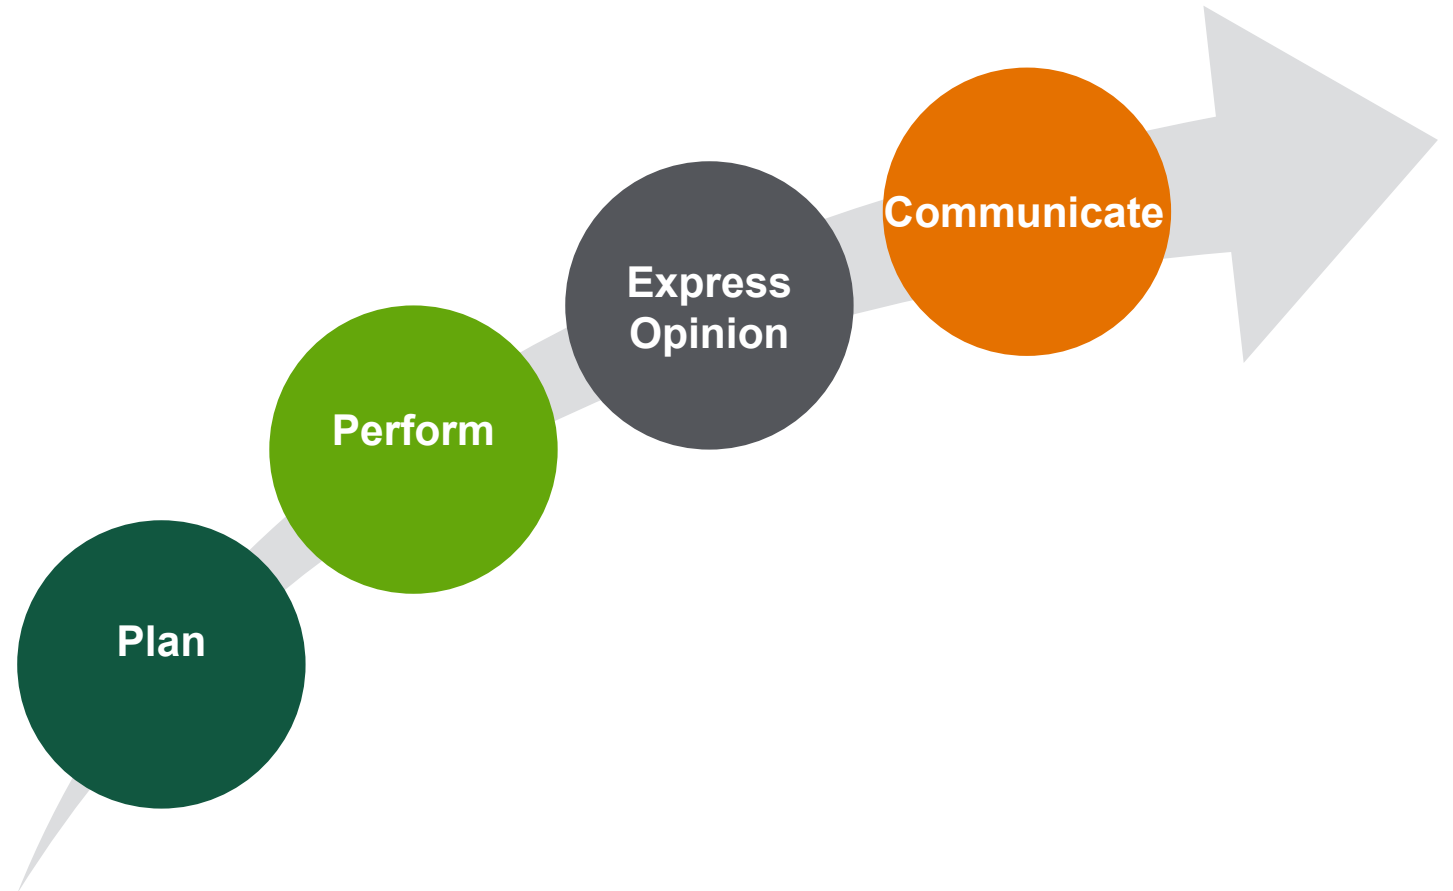 Plan
Perform
Express
Opinion
Communicate